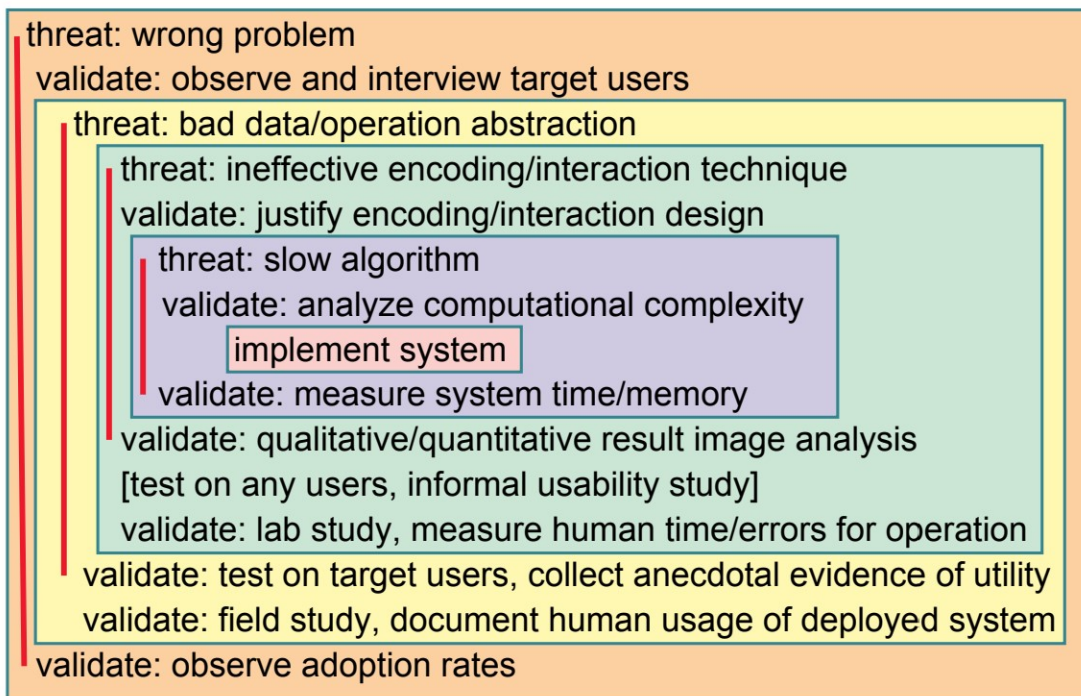 threat: wrong problem
validate: observe and interview target users
threat: bad data/operation abstraction
threat: ineffective encoding/interaction technique
validate: justify encoding/interaction design
threat: slow algorithm
validate: analyze computational complexity
implement system
validate: measure system time/memory
validate: qualitative/quantitative result image analysis
[test on any users, informal usability study]
validate: lab study, measure human time/errors for operation
validate: test on target users, collect anecdotal evidence of utility
validate: field study, document human usage of deployed system
validate: observe adoption rates